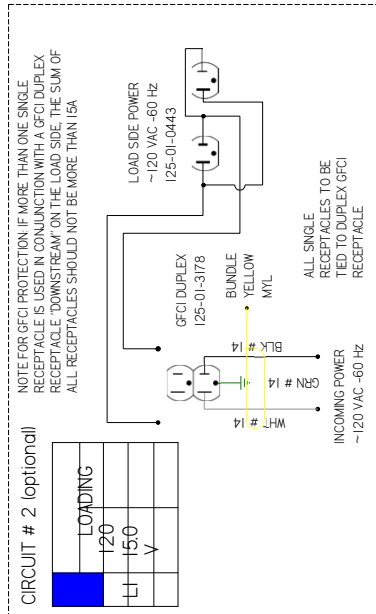 CIRCUIT # 2 (optional)
NOTE FOR GFCI PROTECTION: IF MORE THAN ONE SINGLE
RECEPTACLE IS USED IN CONJUNCTION WITH A GFCI DUPLEX
RECEPTACLE "DOWNSTREAM" ON THE LOAD SIDE, THE SUM OF
ALL RECEPTACLES SHOULD NOT BE MORE THAN 15A
LOADING
120
L1 15.0
V
LOAD SIDE POWER
~120 VAC -60 Hz
125-01-0443
GFCI DUPLEX
125-01-3178
BUNDLE
YELLOW
MYL
WHT # 14
GRN # 14
BLK # 14
INCOMING POWER
~120 VAC -60 Hz
ALL SINGLE
RECEPTACLES TO BE
TIED TO DUPLEX GFCI
RECEPTACLE